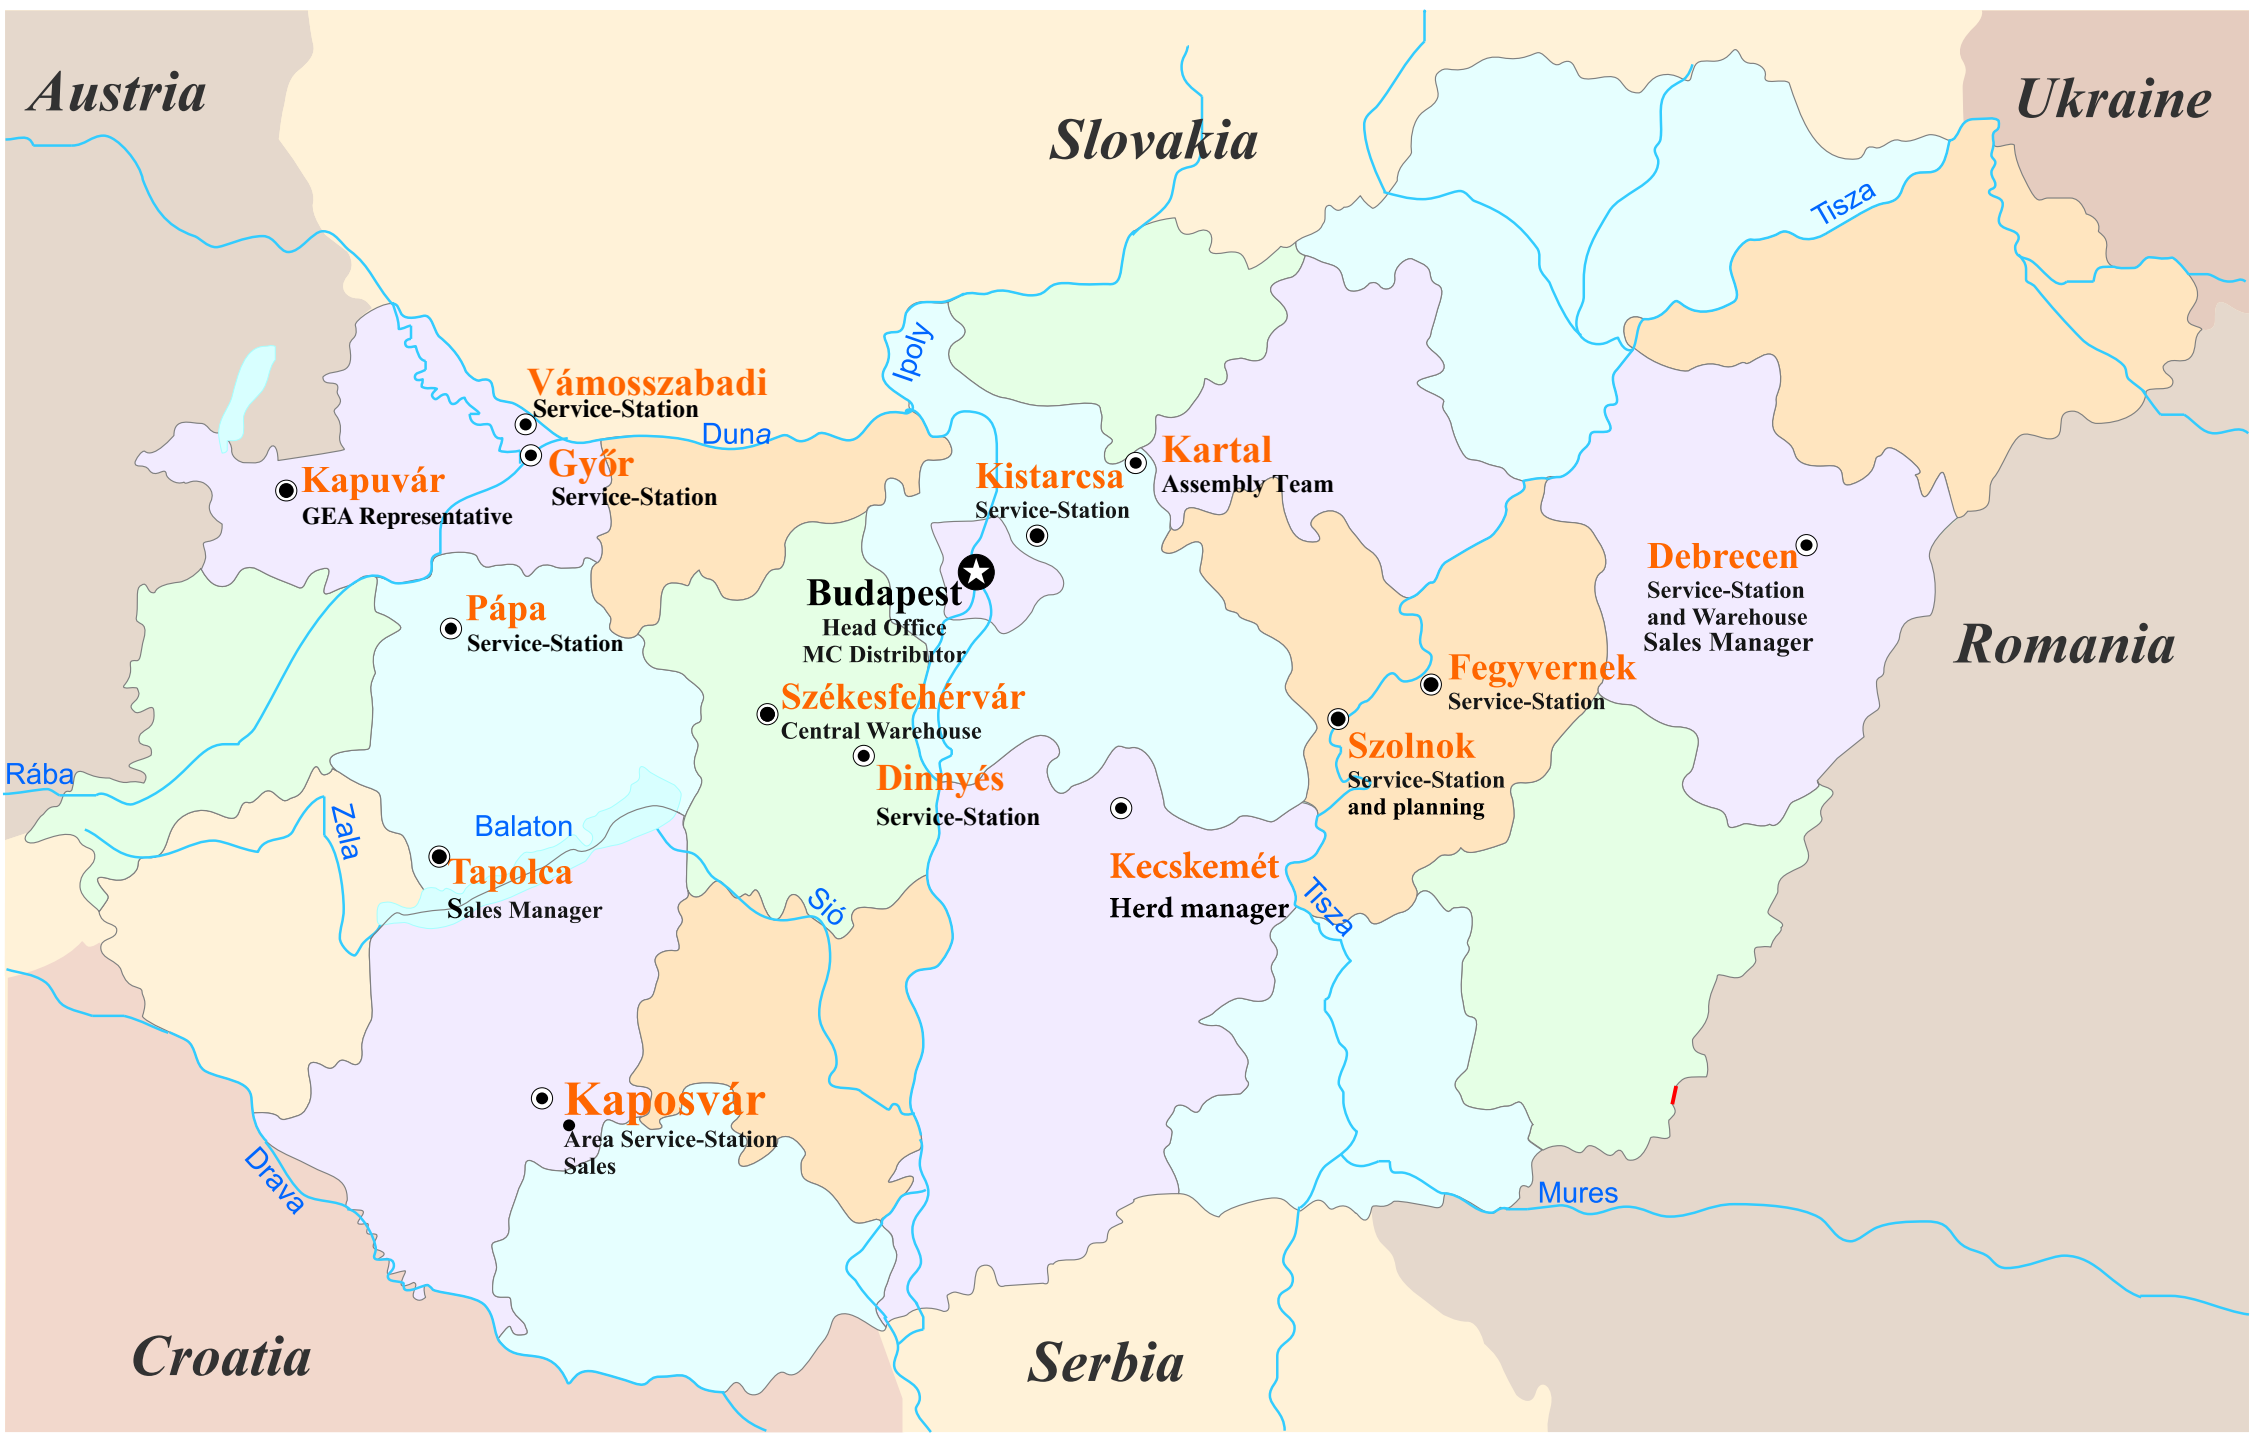 Austria
Ukraine
Slovakia
Tisza
Ipoly
Vámosszabadi
Service-Station
Duna
Győr
Service-Station
Kapuvár
GEA Representative
Kartal
Assembly Team
Kistarcsa
Service-Station
Debrecen
Service-Station
and Warehouse
Sales Manager
Budapest
Head Office
MC Distributor
Pápa
Service-Station
Romania
Fegyvernek
Service-Station
Székesfehérvár
Central Warehouse
Szolnok
Service-Station
and planning
Dinnyés
Service-Station
Rába
Zala
Balaton
Tapolca
Sales Manager
Kecskemét
Herd manager
Sió
Tisza
Kaposvár
Area Service-Station
Sales
Drava
Mures
Croatia
Serbia